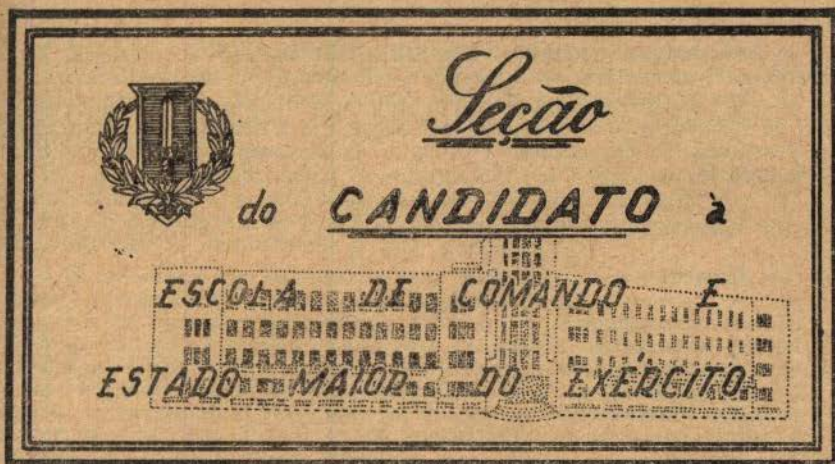 Seção
do CANDIDATO à
ESCOLA DE COMANDO E
ESTADO MAIOR DO EXÉRCITO